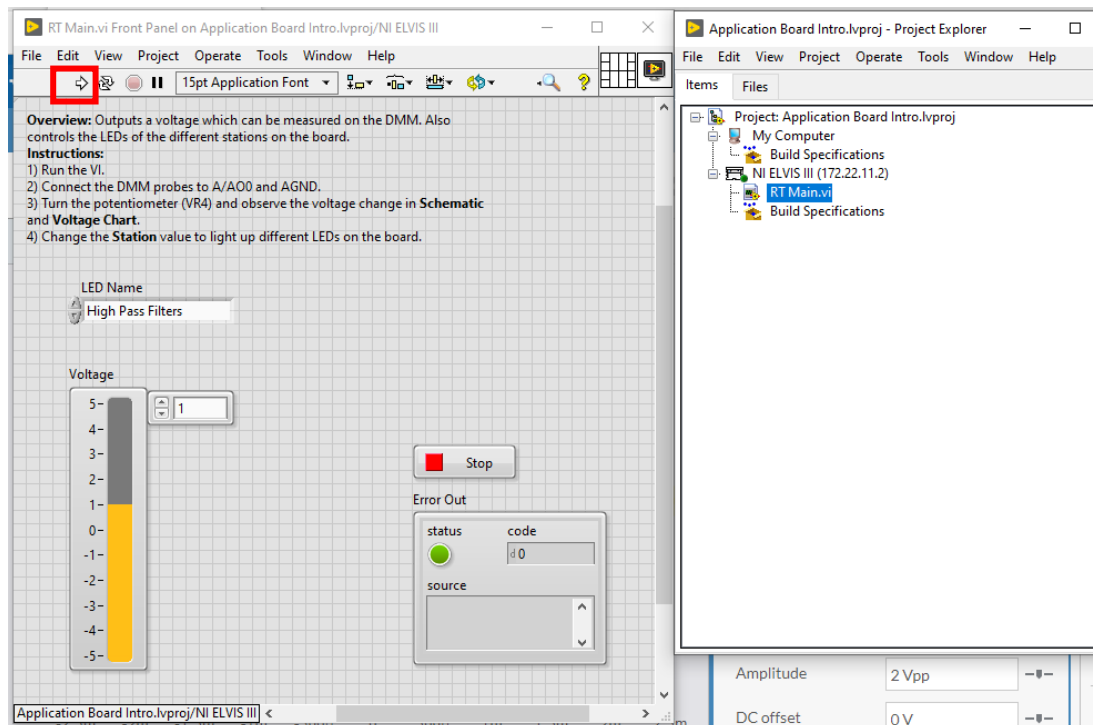 RT Main.vi Front Panel on Application Board Intro.lvproj/NI ELVIS III
File Edit View Project Operate Tools Window Help
15pt Application Font
Overview: Outputs a voltage which can be measured on the DMM. Also
controls the LEDs of the different stations on the board.
Instructions:
1) Run the VI.
2) Connect the DMM probes to A/AO0 and AGND.
3) Turn the potentiometer (VR4) and observe the voltage change in Schematic
and Voltage Chart.
4) Change the Station value to light up different LEDs on the board.
LED Name
High Pass Filters
Voltage
1
5
4
3
2
1
0
-1
-2
-3
-4
-5
Stop
Error Out
status code
d 0
source
Application Board Intro.lvproj/NI ELVIS III
Application Board Intro.lvproj - Project Explorer
File Edit View Project Operate Tools Window Help
Items Files
Project: Application Board Intro.lvproj
My Computer
Build Specifications
NI ELVIS III (172.22.11.2)
RT Main.vi
Build Specifications
Amplitude 2 Vpp
DC offset 0 V